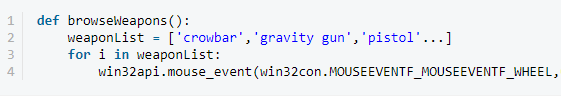 1 def browseWeapons():
2     weaponList = ['crowbar','gravity gun','pistol'...]
3     for i in weaponList:
4         win32api.mouse_event(win32con.MOUSEEVENTF_MOUSEEVENTF_WHEEL,